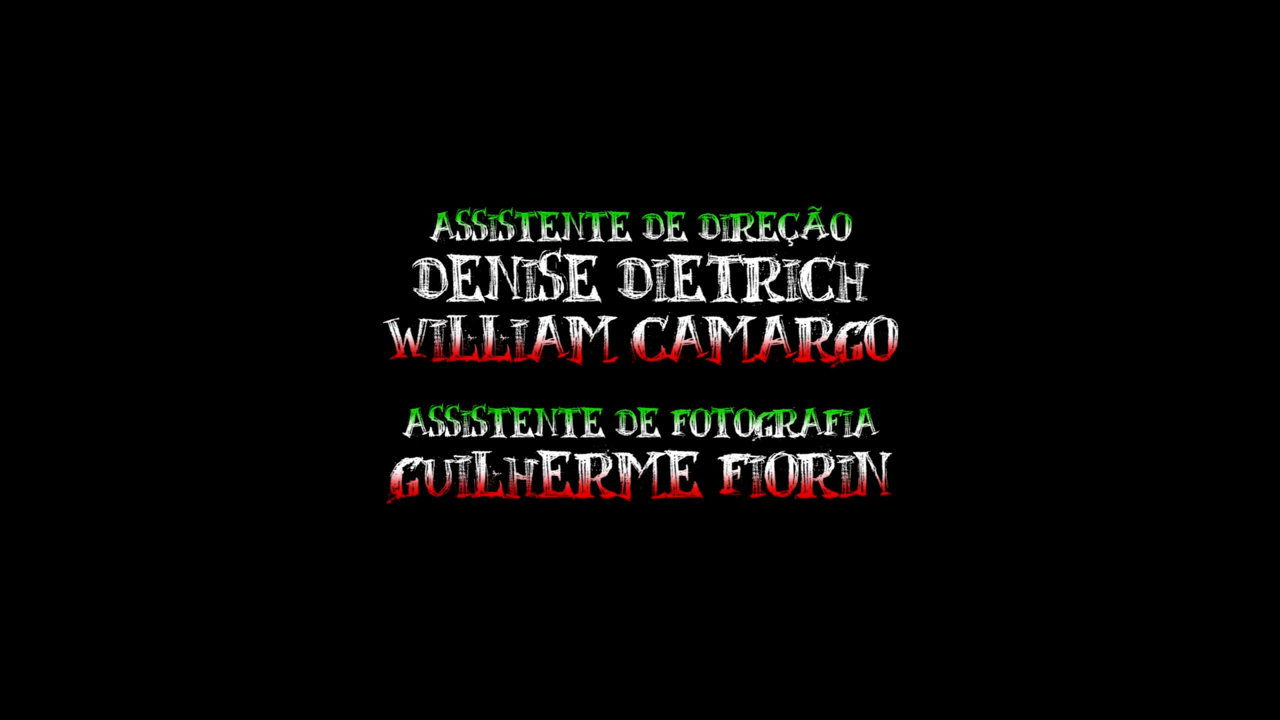 ASSISTENTE DE DIREÇÃO
DENISE DIETRICH
WILLIAM CAMARGO
ASSISTENTE DE FOTOGRAFIA
GUILHERME FIORIN